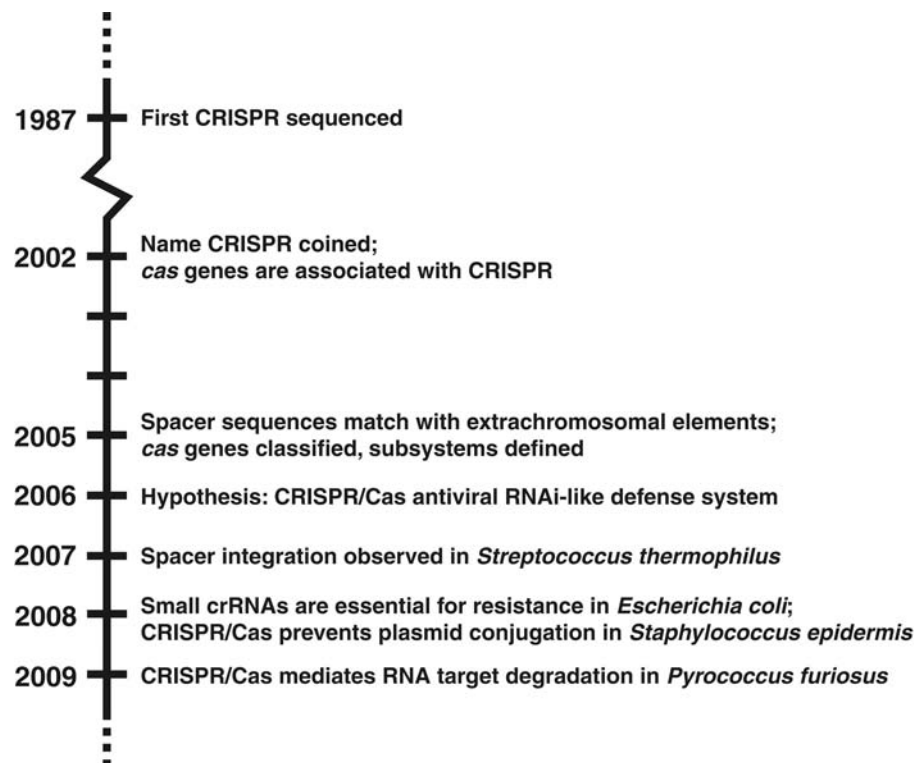 1987 First CRISPR sequenced
2002 Name CRISPR coined;
cas genes are associated with CRISPR
2005 Spacer sequences match with extrachromosomal elements;
cas genes classified, subsystems defined
2006 Hypothesis: CRISPR/Cas antiviral RNAi-like defense system
2007 Spacer integration observed in Streptococcus thermophilus
2008 Small crRNAs are essential for resistance in Escherichia coli;
CRISPR/Cas prevents plasmid conjugation in Staphylococcus epidermis
2009 CRISPR/Cas mediates RNA target degradation in Pyrococcus furiosus